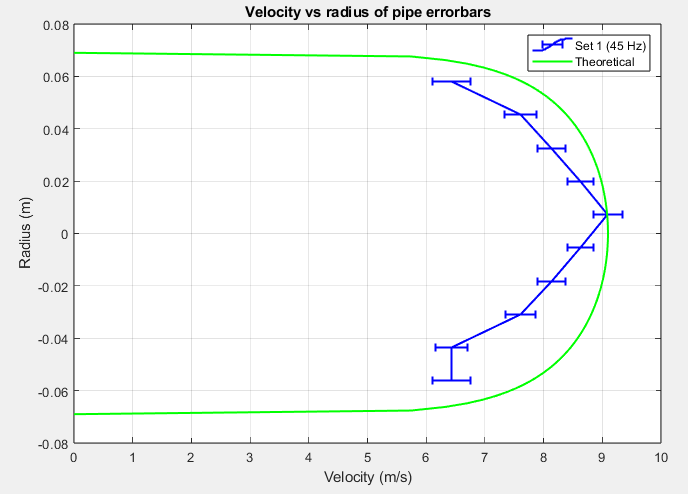 Velocity vs radius of pipe errorbars
Set 1 (45 Hz)
Theoretical
0.08
0.06
0.04
0.02
0
-0.02
-0.04
-0.06
-0.08
Radius (m)
0 1 2 3 4 5 6 7 8 9 10
Velocity (m/s)